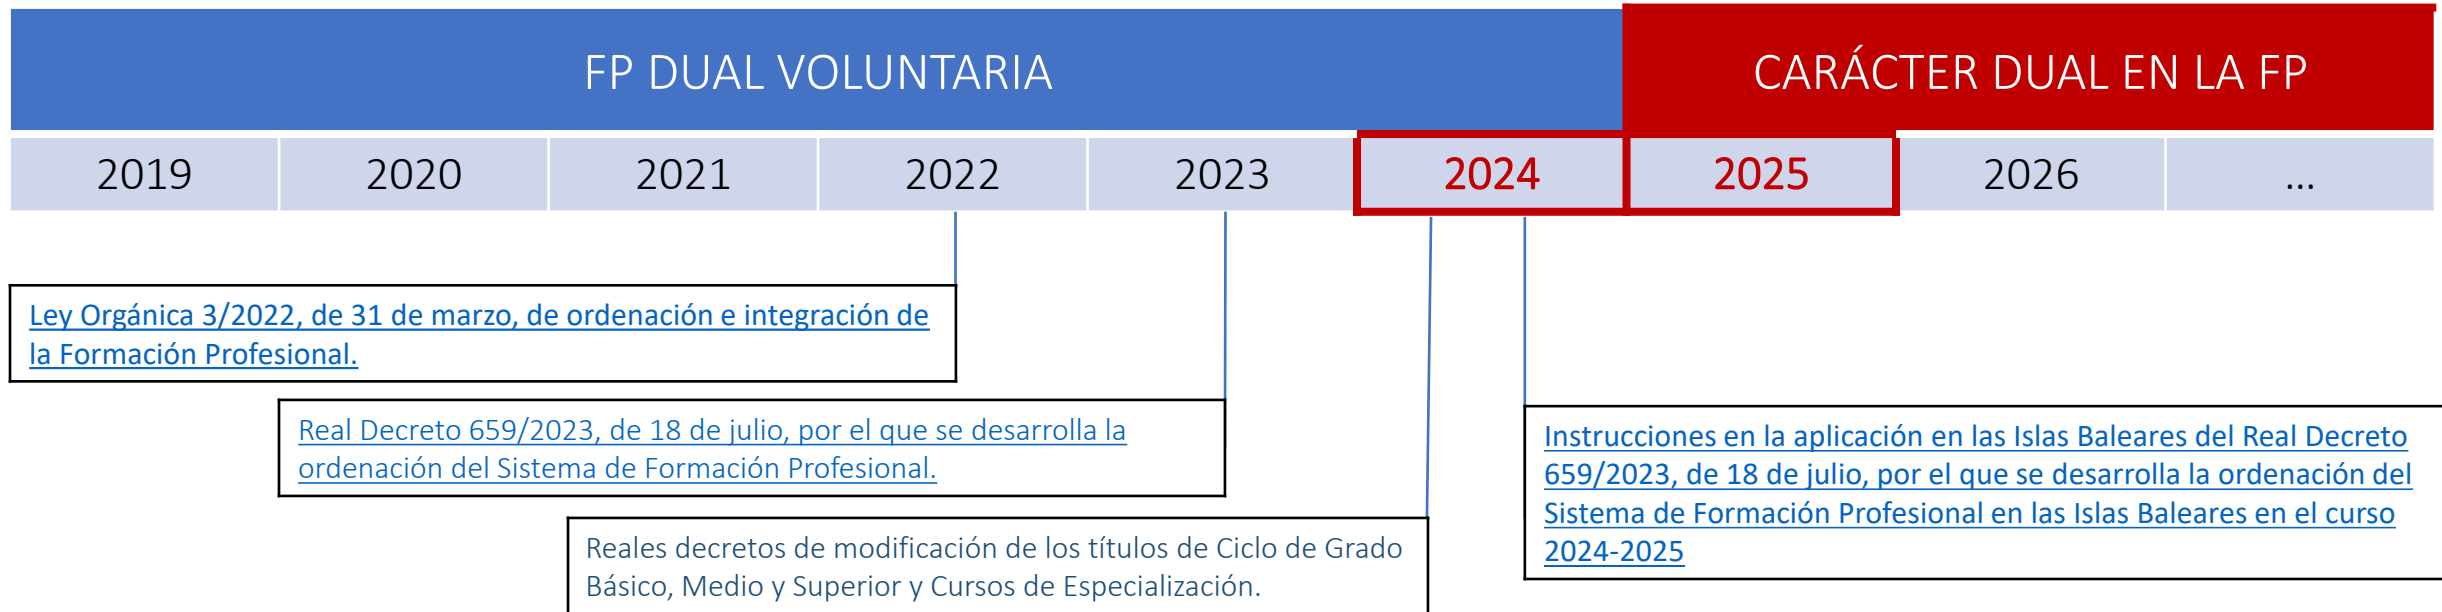 FP DUAL VOLUNTARIA
CARÁCTER DUAL EN LA FP
2019 2020 2021 2022 2023 2024 2025 2026 ...
Ley Orgánica 3/2022, de 31 de marzo, de ordenación e integración de
la Formación Profesional.
Real Decreto 659/2023, de 18 de julio, por el que se desarrolla la
ordenación del Sistema de Formación Profesional.
Instrucciones en la aplicación en las Islas Baleares del Real Decreto
659/2023, de 18 de julio, por el que se desarrolla la ordenación del
Sistema de Formación Profesional en las Islas Baleares en el curso
2024-2025
Reales decretos de modificación de los títulos de Ciclo de Grado
Básico, Medio y Superior y Cursos de Especialización.